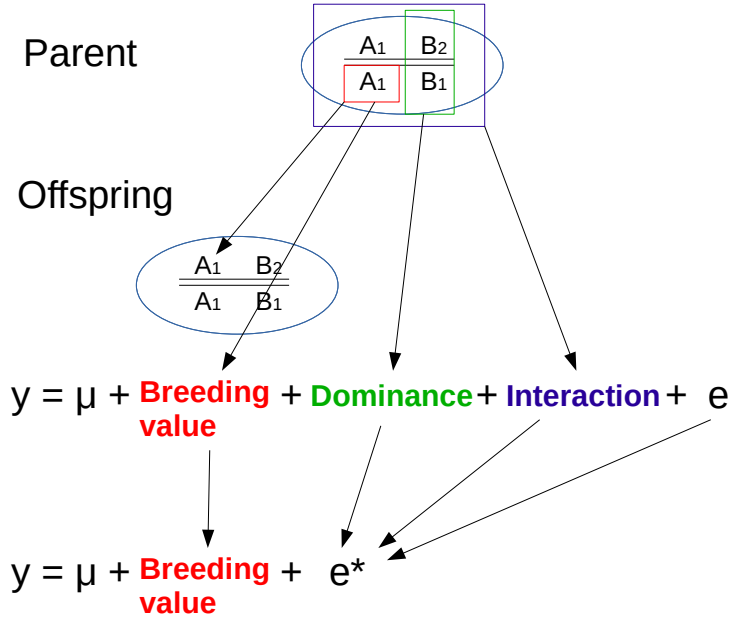 Parent
A1 B2
A1 B1
Offspring
A1 B2
A1 B1
y = μ + Breeding value + Dominance + Interaction + e
y = μ + Breeding value + e*